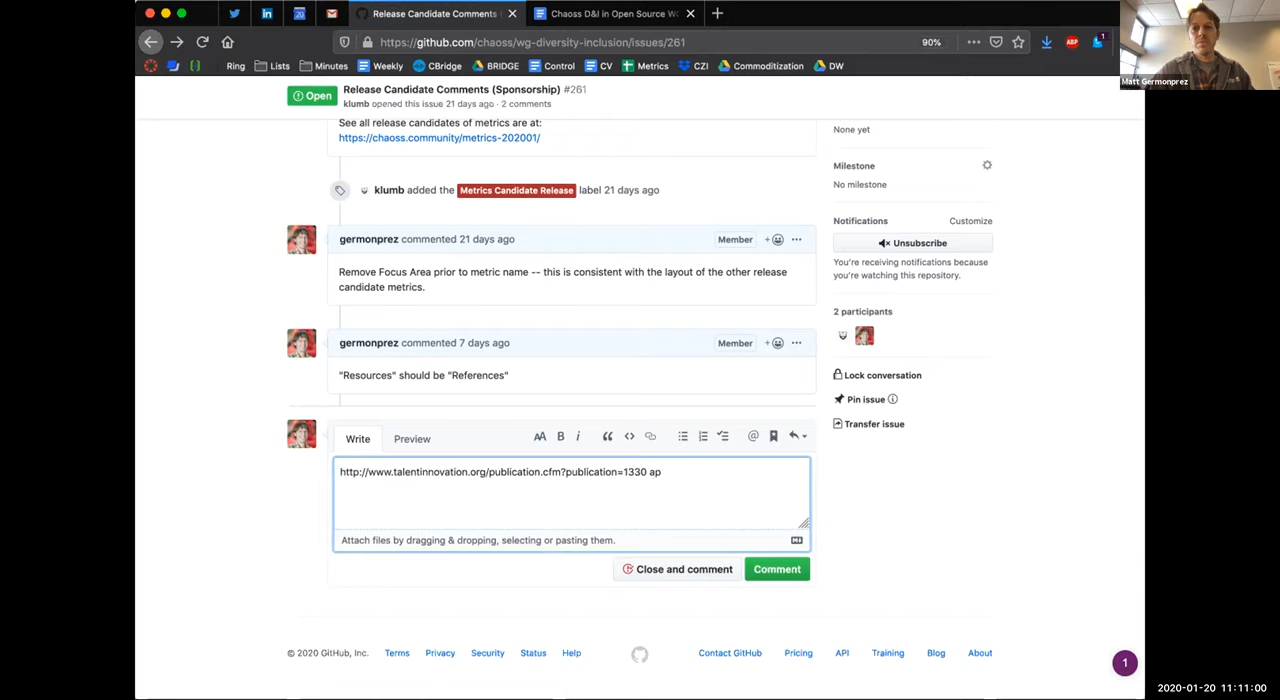 Release Candidate Comments
Chaoss D&I in Open Source W
https://github.com/chaoss/wg-diversity-inclusion/issues/261
90%
ABP
1
Ring
Lists
Minutes
Weekly
CBridge
BRIDGE
Control
CV
Metrics
CZI
Commoditization
DW
Matt Germonprez
Open
Release Candidate Comments (Sponsorship) #261
klumb opened this issue 21 days ago · 2 comments
See all release candidates of metrics are at:
https://chaoss.community/metrics-202001/
klumb added the Metrics Candidate Release label 21 days ago
germonprez commented 21 days ago
Member
Remove Focus Area prior to metric name -- this is consistent with the layout of the other release
candidate metrics.
germonprez commented 7 days ago
Member
"Resources" should be "References"
Write
Preview
AA B i
http://www.talentinnovation.org/publication.cfm?publication=1330 ap
Attach files by dragging & dropping, selecting or pasting them.
Close and comment
Comment
None yet
Milestone
No milestone
Notifications
Customize
Unsubscribe
You're receiving notifications because
you're watching this repository.
2 participants
Lock conversation
Pin issue
Transfer issue
© 2020 GitHub, Inc.
Terms
Privacy
Security
Status
Help
Contact GitHub
Pricing
API
Training
Blog
About
1
2020-01-20 11:11:00